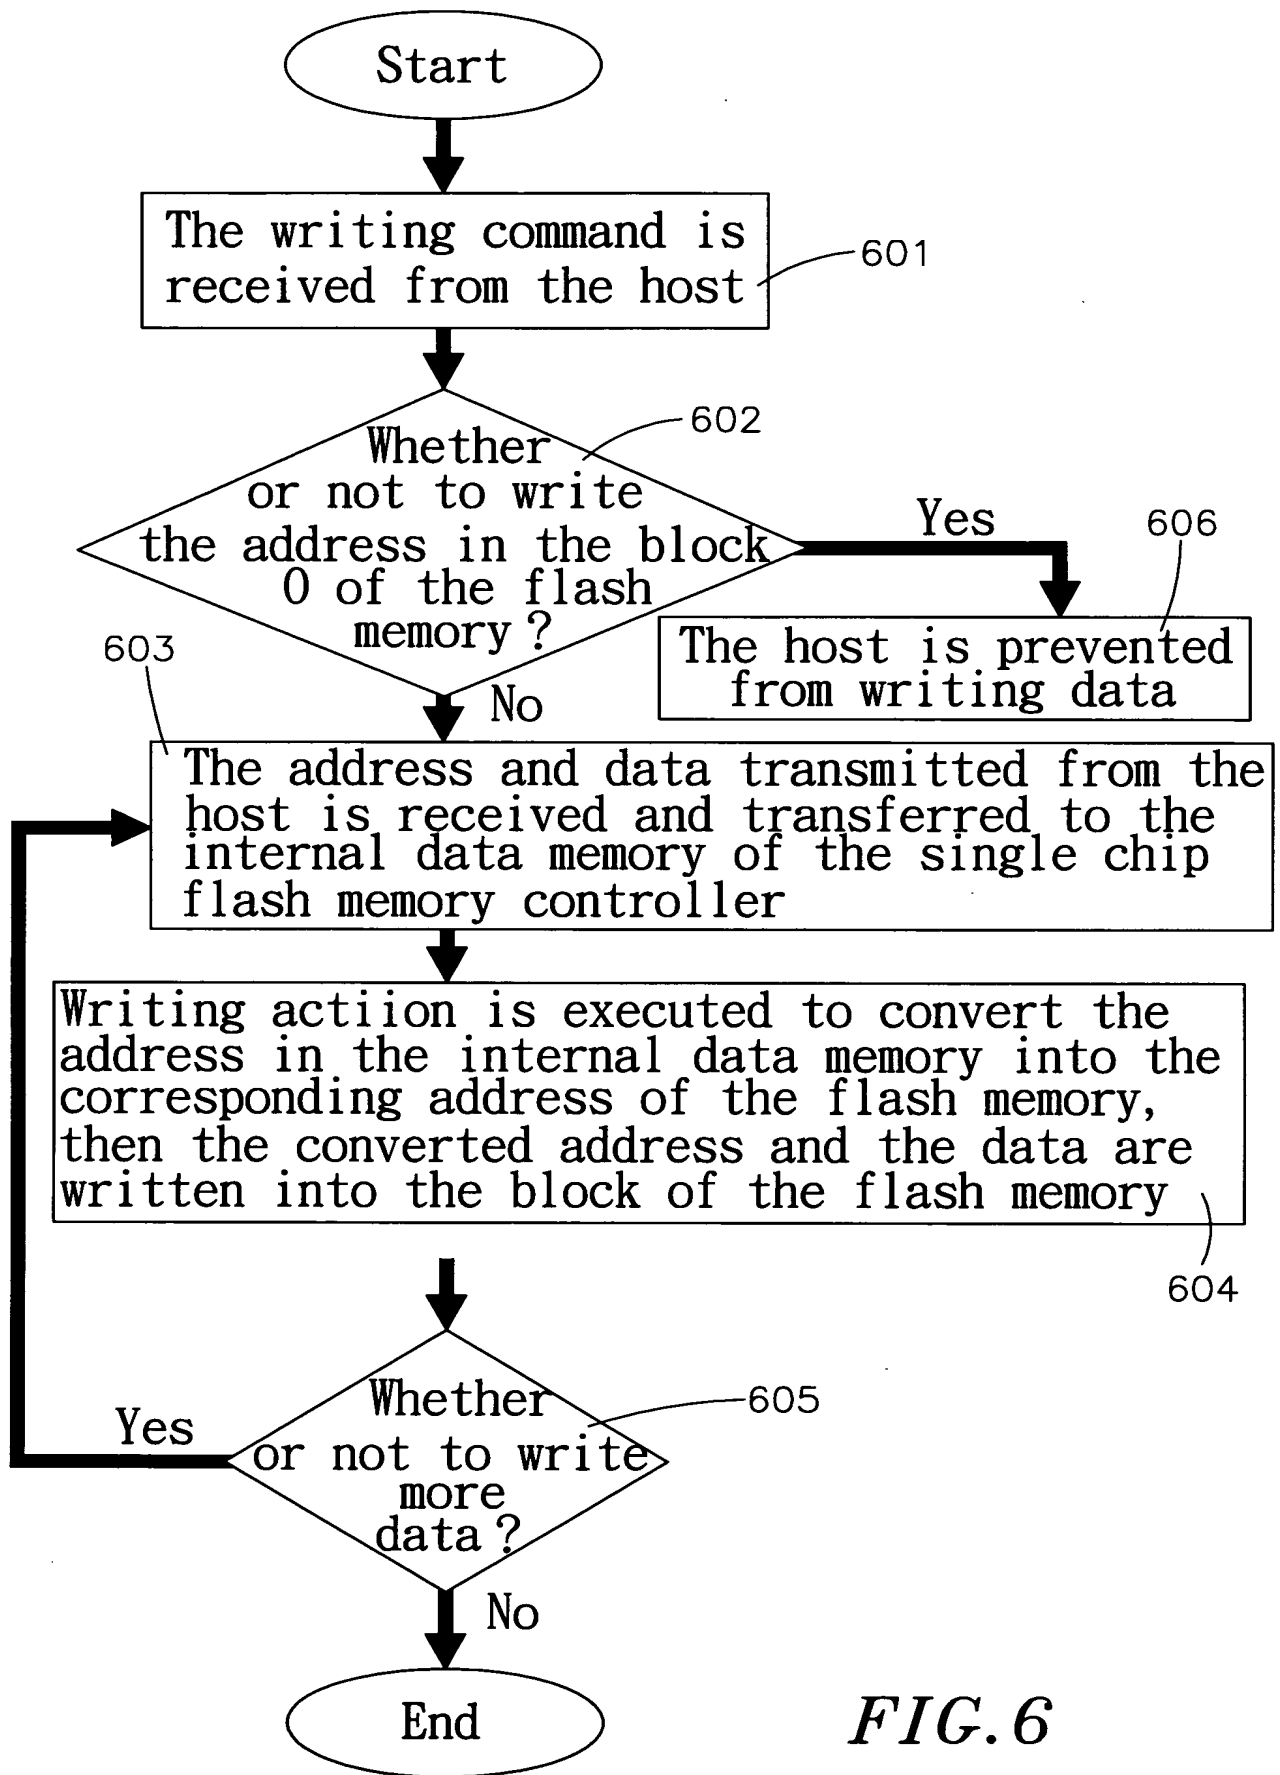 Start
The writing command is
received from the host
601
602
Whether
or not to write
the address in the block
0 of the flash
memory?
Yes
606
The host is prevented
from writing data
603
No
The address and data transmitted from the
host is received and transferred to the
internal data memory of the single chip
flash memory controller
Writing actiion is executed to convert the
address in the internal data memory into the
corresponding address of the flash memory,
then the converted address and the data are
written into the block of the flash memory
604
Whether
or not to write
more
data?
605
Yes
No
End
FIG.6